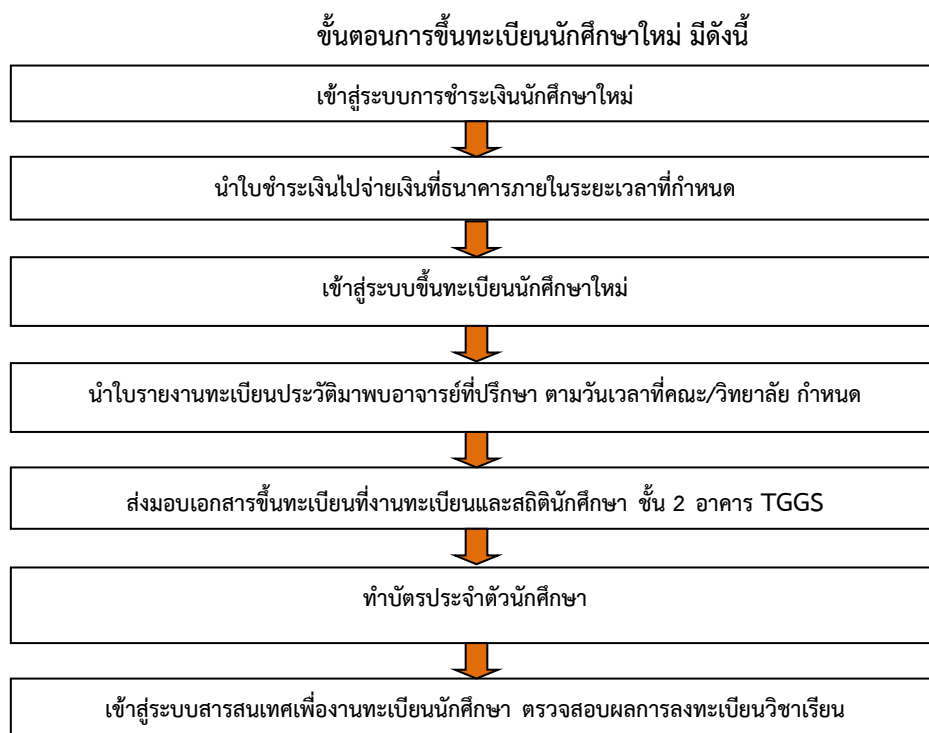 ขั้นตอนการขึ้นทะเบียนนักศึกษาใหม่ มีดังนี้
เข้าสู่ระบบการชำระเงินนักศึกษาใหม่
นำใบชำระเงินไปจ่ายเงินที่ธนาคารภายในระยะเวลาที่กำหนด
เข้าสู่ระบบขึ้นทะเบียนนักศึกษาใหม่
นำใบรายงานทะเบียนประวัติมาพบอาจารย์ที่ปรึกษา ตามวันเวลาที่คณะ/วิทยาลัย กำหนด
ส่งมอบเอกสารขึ้นทะเบียนที่งานทะเบียนและสถิตินักศึกษา ชั้น 2 อาคาร TGGS
ทำบัตรประจำตัวนักศึกษา
เข้าสู่ระบบสารสนเทศเพื่องานทะเบียนนักศึกษา ตรวจสอบผลการลงทะเบียนวิชาเรียน